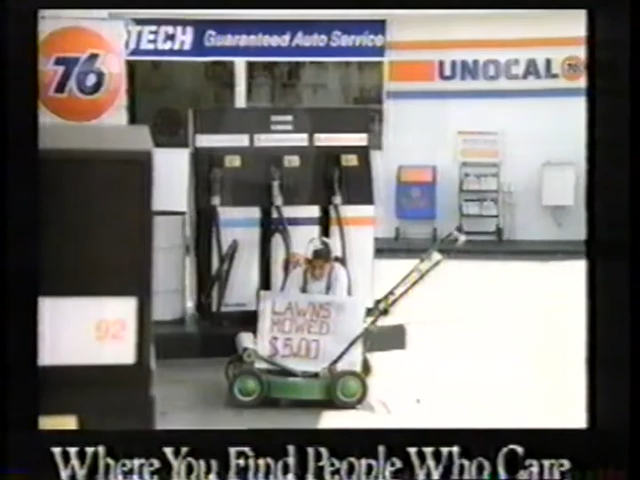 76
TECH Guaranteed Auto Service
UNOCAL 76
LAWNS
MOWED
$5.00
92
Where You Find People Who Care